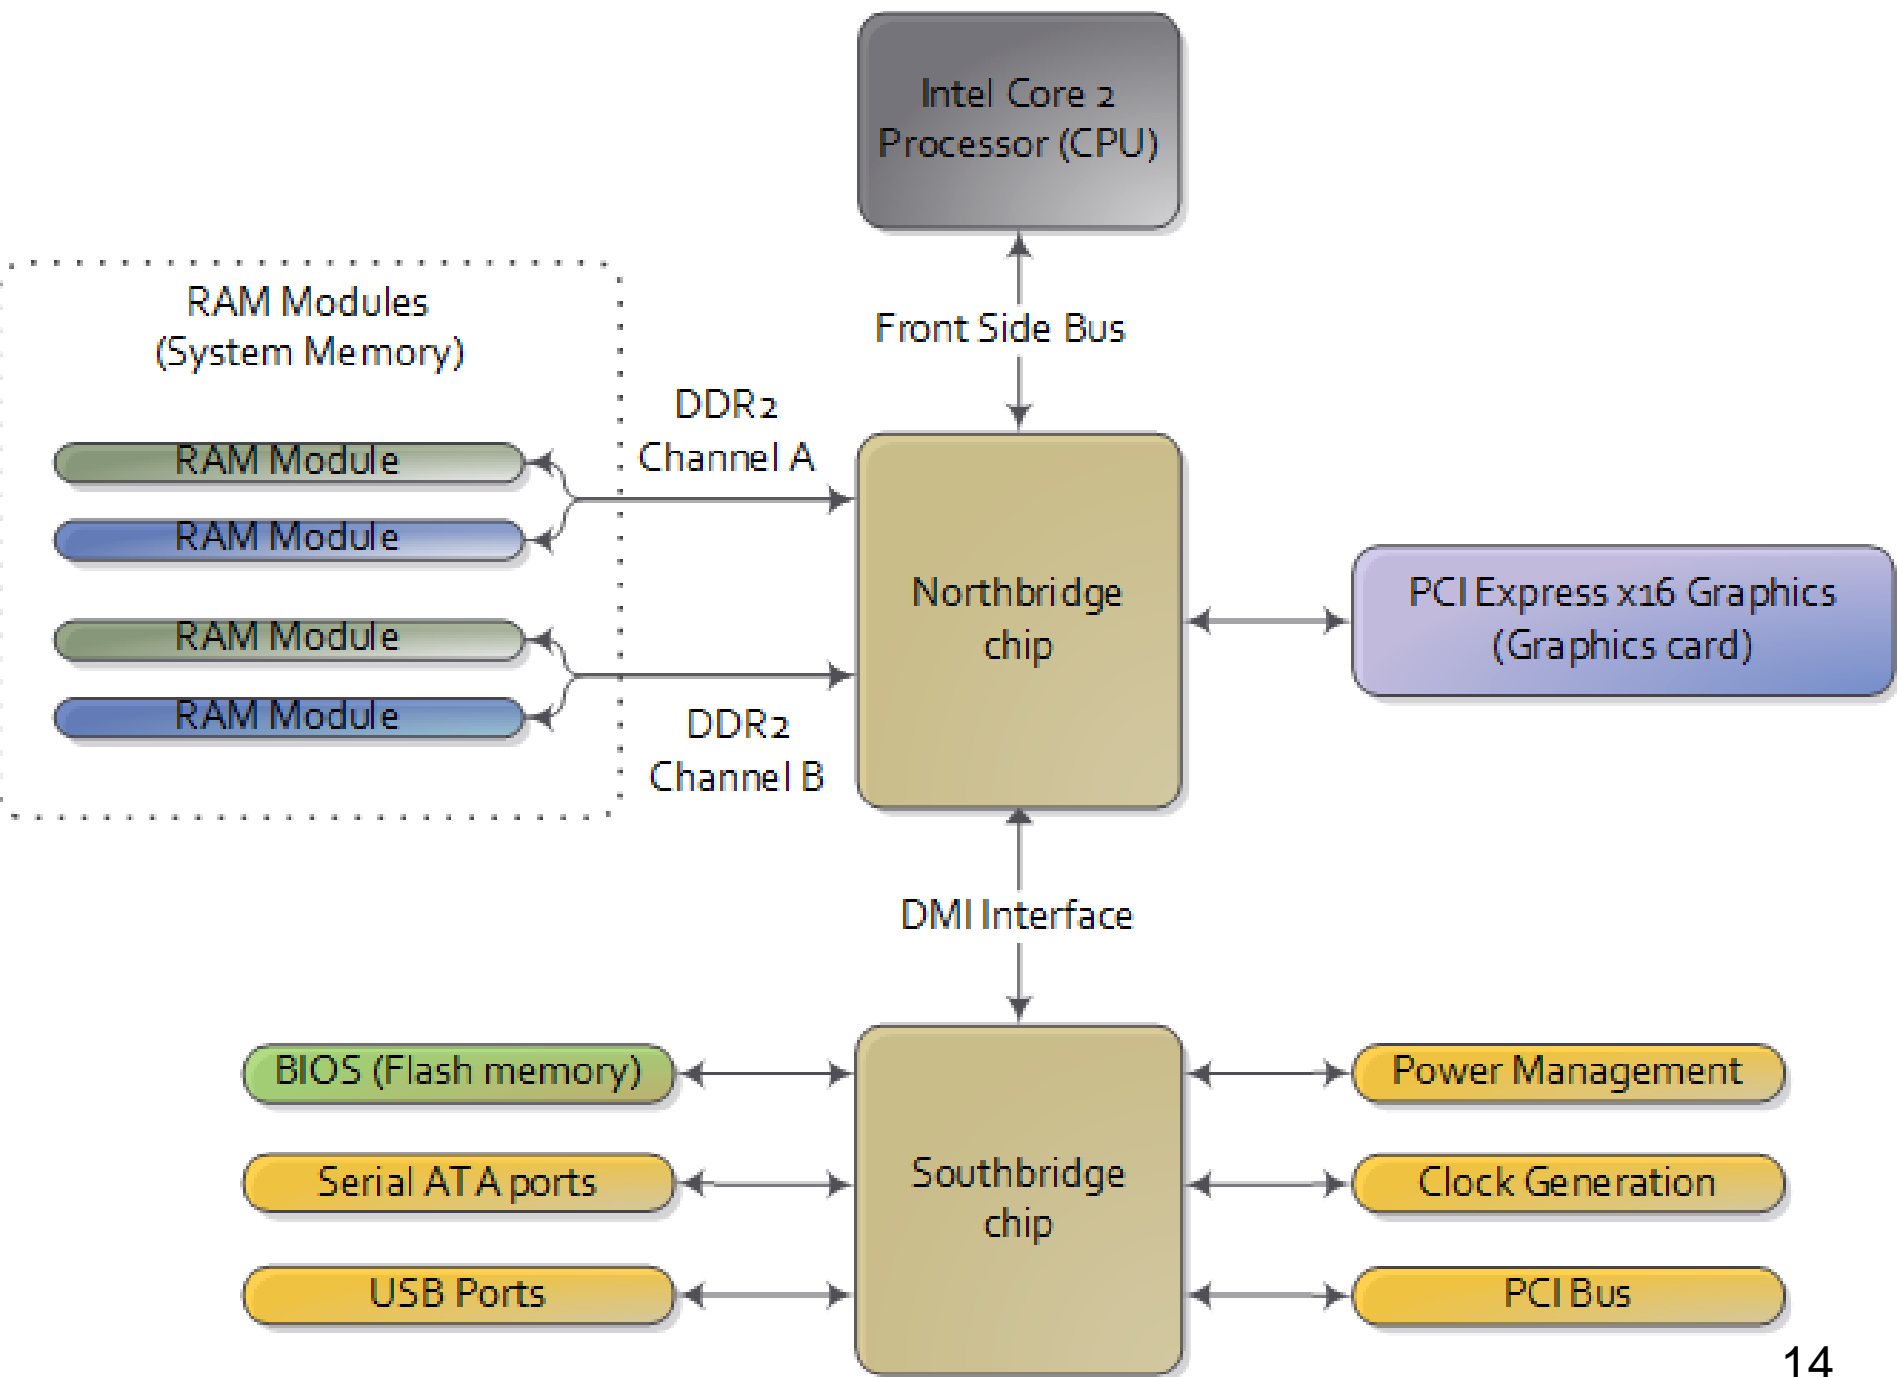 Intel Core 2
Processor (CPU)
Front Side Bus
RAM Modules
(System Memory)
DDR2
Channel A
RAM Module
RAM Module
RAM Module
RAM Module
DDR2
Channel B
Northbridge
chip
PCI Express x16 Graphics
(Graphics card)
DMI Interface
BIOS (Flash memory)
Serial ATA ports
USB Ports
Southbridge
chip
Power Management
Clock Generation
PCI Bus
14